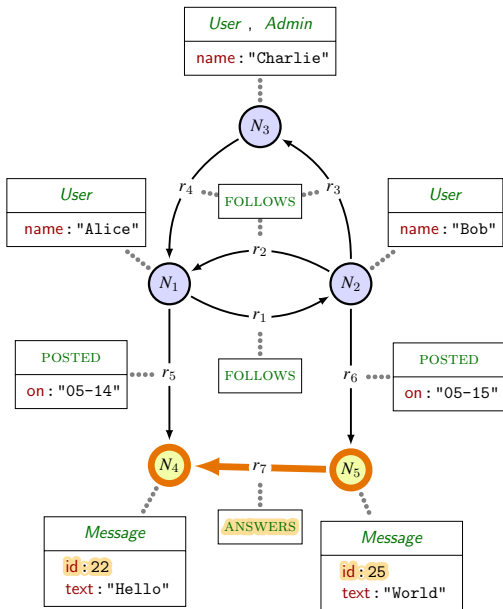 User , Admin
name : "Charlie"
N3
r4
r3
FOLLOWS
User
name : "Alice"
User
name : "Bob"
r2
N1
N2
r1
POSTED
on : "05-14"
r5
FOLLOWS
r6
POSTED
on : "05-15"
N4
r7
N5
ANSWERS
Message
id : 22
text : "Hello"
Message
id : 25
text : "World"